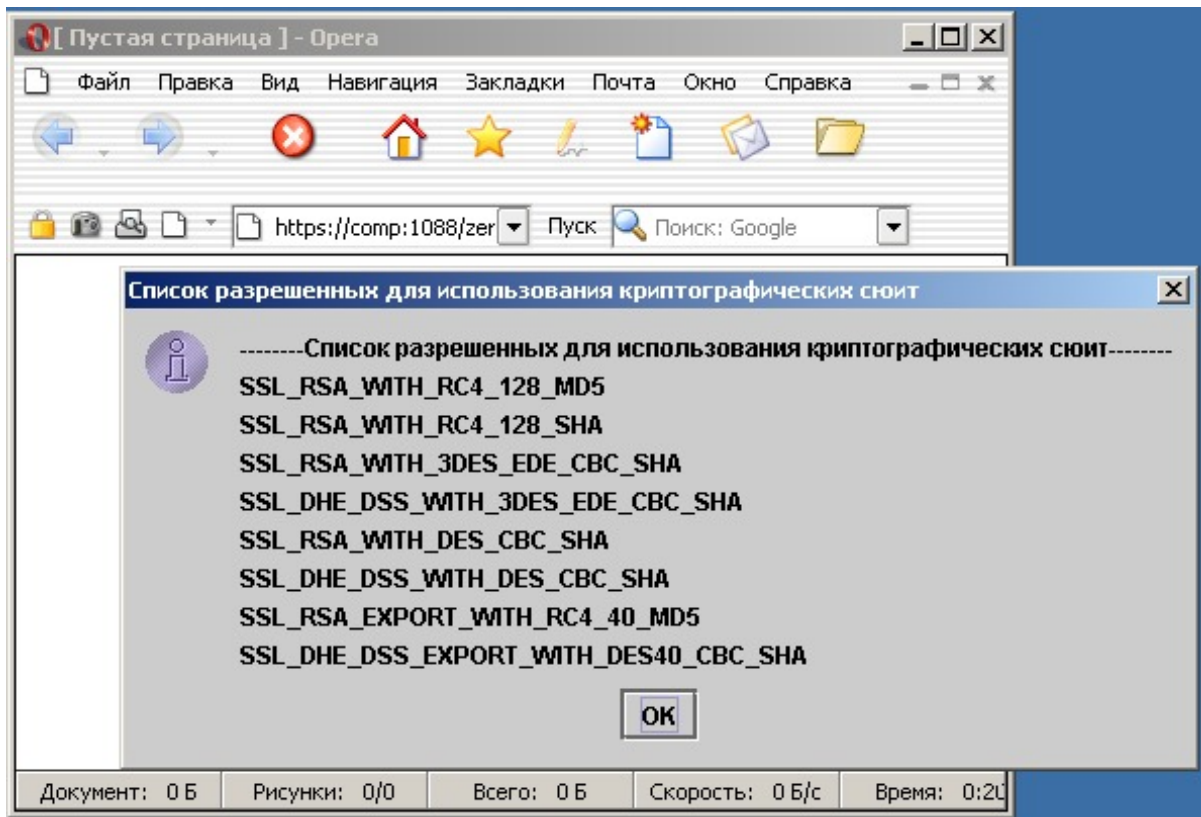 [ Пустая страница ] - Opera
Файл Правка Вид Навигация Закладки Почта Окно Справка
https://comp:1088/zer Пуск Поиск: Google
Список разрешенных для использования криптографических сюит
--------Список разрешенных для использования криптографических сюит--------
SSL_RSA_WITH_RC4_128_MD5
SSL_RSA_WITH_RC4_128_SHA
SSL_RSA_WITH_3DES_EDE_CBC_SHA
SSL_DHE_DSS_WITH_3DES_EDE_CBC_SHA
SSL_RSA_WITH_DES_CBC_SHA
SSL_DHE_DSS_WITH_DES_CBC_SHA
SSL_RSA_EXPORT_WITH_RC4_40_MD5
SSL_DHE_DSS_EXPORT_WITH_DES40_CBC_SHA
OK
Документ: 0 Б Рисунки: 0/0 Всего: 0 Б Скорость: 0 Б/с Время: